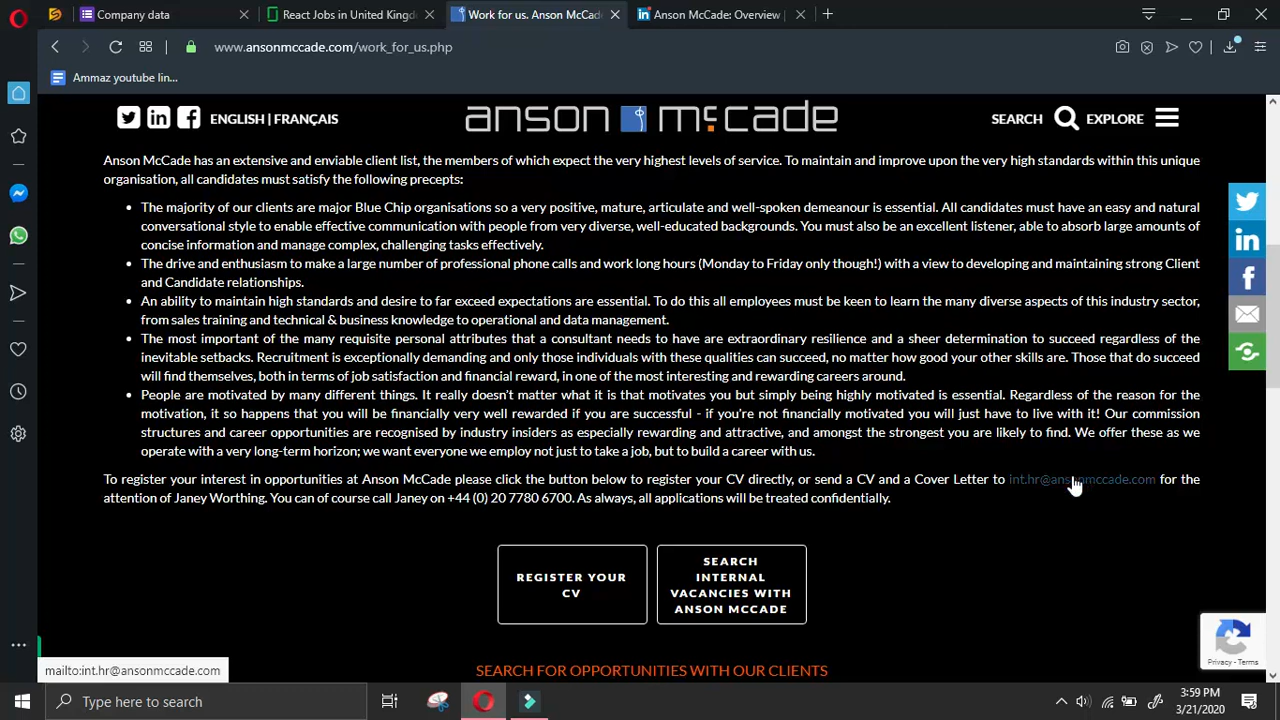 Company data
React Jobs in United Kingd
Work for us. Anson McCad
Anson McCade: Overview |
www.ansonmccade.com/work_for_us.php
Ammaz youtube lin...
ENGLISH | FRANÇAIS
anson mccade
SEARCH
EXPLORE
Anson McCade has an extensive and enviable client list, the members of which expect the very highest levels of service. To maintain and improve upon the very high standards within this unique
organisation, all candidates must satisfy the following precepts:
• The majority of our clients are major Blue Chip organisations so a very positive, mature, articulate and well-spoken demeanour is essential. All candidates must have an easy and natural
conversational style to enable effective communication with people from very diverse, well-educated backgrounds. You must also be an excellent listener, able to absorb large amounts of
concise information and manage complex, challenging tasks effectively.
• The drive and enthusiasm to make a large number of professional phone calls and work long hours (Monday to Friday only though!) with a view to developing and maintaining strong Client
and Candidate relationships.
• An ability to maintain high standards and desire to far exceed expectations are essential. To do this all employees must be keen to learn the many diverse aspects of this industry sector,
from sales training and technical & business knowledge to operational and data management.
• The most important of the many requisite personal attributes that a consultant needs to have are extraordinary resilience and a sheer determination to succeed regardless of the
inevitable setbacks. Recruitment is exceptionally demanding and only those individuals with these qualities can succeed, no matter how good your other skills are. Those that do succeed
will find themselves, both in terms of job satisfaction and financial reward, in one of the most interesting and rewarding careers around.
• People are motivated by many different things. It really doesn't matter what it is that motivates you but simply being highly motivated is essential. Regardless of the reason for the
motivation, it so happens that you will be financially very well rewarded if you are successful - if you're not financially motivated you will just have to live with it! Our commission
structures and career opportunities are recognised by industry insiders as especially rewarding and attractive, and amongst the strongest you are likely to find. We offer these as we
operate with a very long-term horizon; we want everyone we employ not just to take a job, but to build a career with us.
To register your interest in opportunities at Anson McCade please click the button below to register your CV directly, or send a CV and a Cover Letter to int.hr@ansonmccade.com for the
attention of Janey Worthing. You can of course call Janey on +44 (0) 20 7780 6700. As always, all applications will be treated confidentially.
REGISTER YOUR
CV
SEARCH
INTERNAL
VACANCIES WITH
ANSON MCCADE
Privacy - Terms
mailto:int.hr@ansonmccade.com
SEARCH FOR OPPORTUNITIES WITH OUR CLIENTS
Type here to search
3:59 PM
3/21/2020